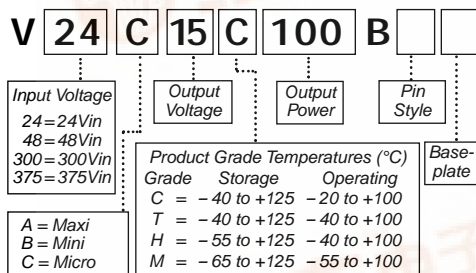 V 24 C 15 C 100 B
Input Voltage
24 = 24Vin
48 = 48Vin
300 = 300Vin
375 = 375Vin
Output
Voltage
Output
Power
Pin
Style
Base-
plate
Product Grade Temperatures (°C)
Grade Storage Operating
C = – 40 to +125 – 20 to +100
T = – 40 to +125 – 40 to +100
H = – 55 to +125 – 40 to +100
M = – 65 to +125 – 55 to +100
A = Maxi
B = Mini
C = Micro